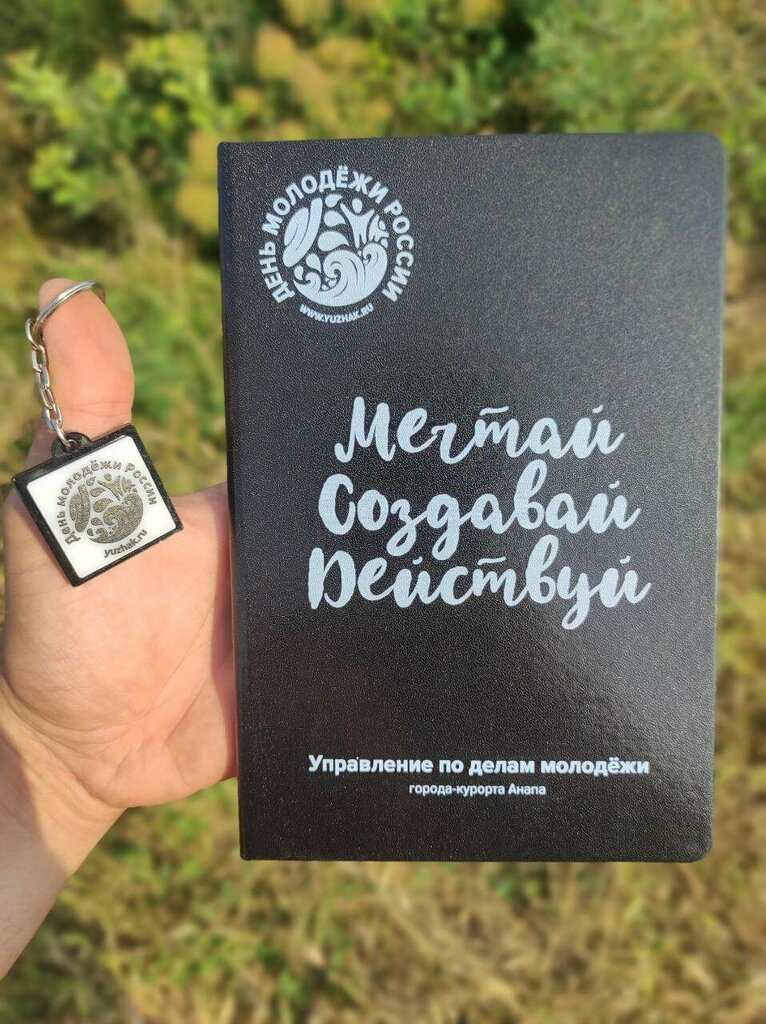 ДЕНЬ МОЛОДЁЖИ РОССИИ
WWW.YUZHAK.RU
Мечтай
Создавай
Действуй
Управление по делам молодёжи
города-курорта Анапа
День молодёжи России
Yuzhak.ru